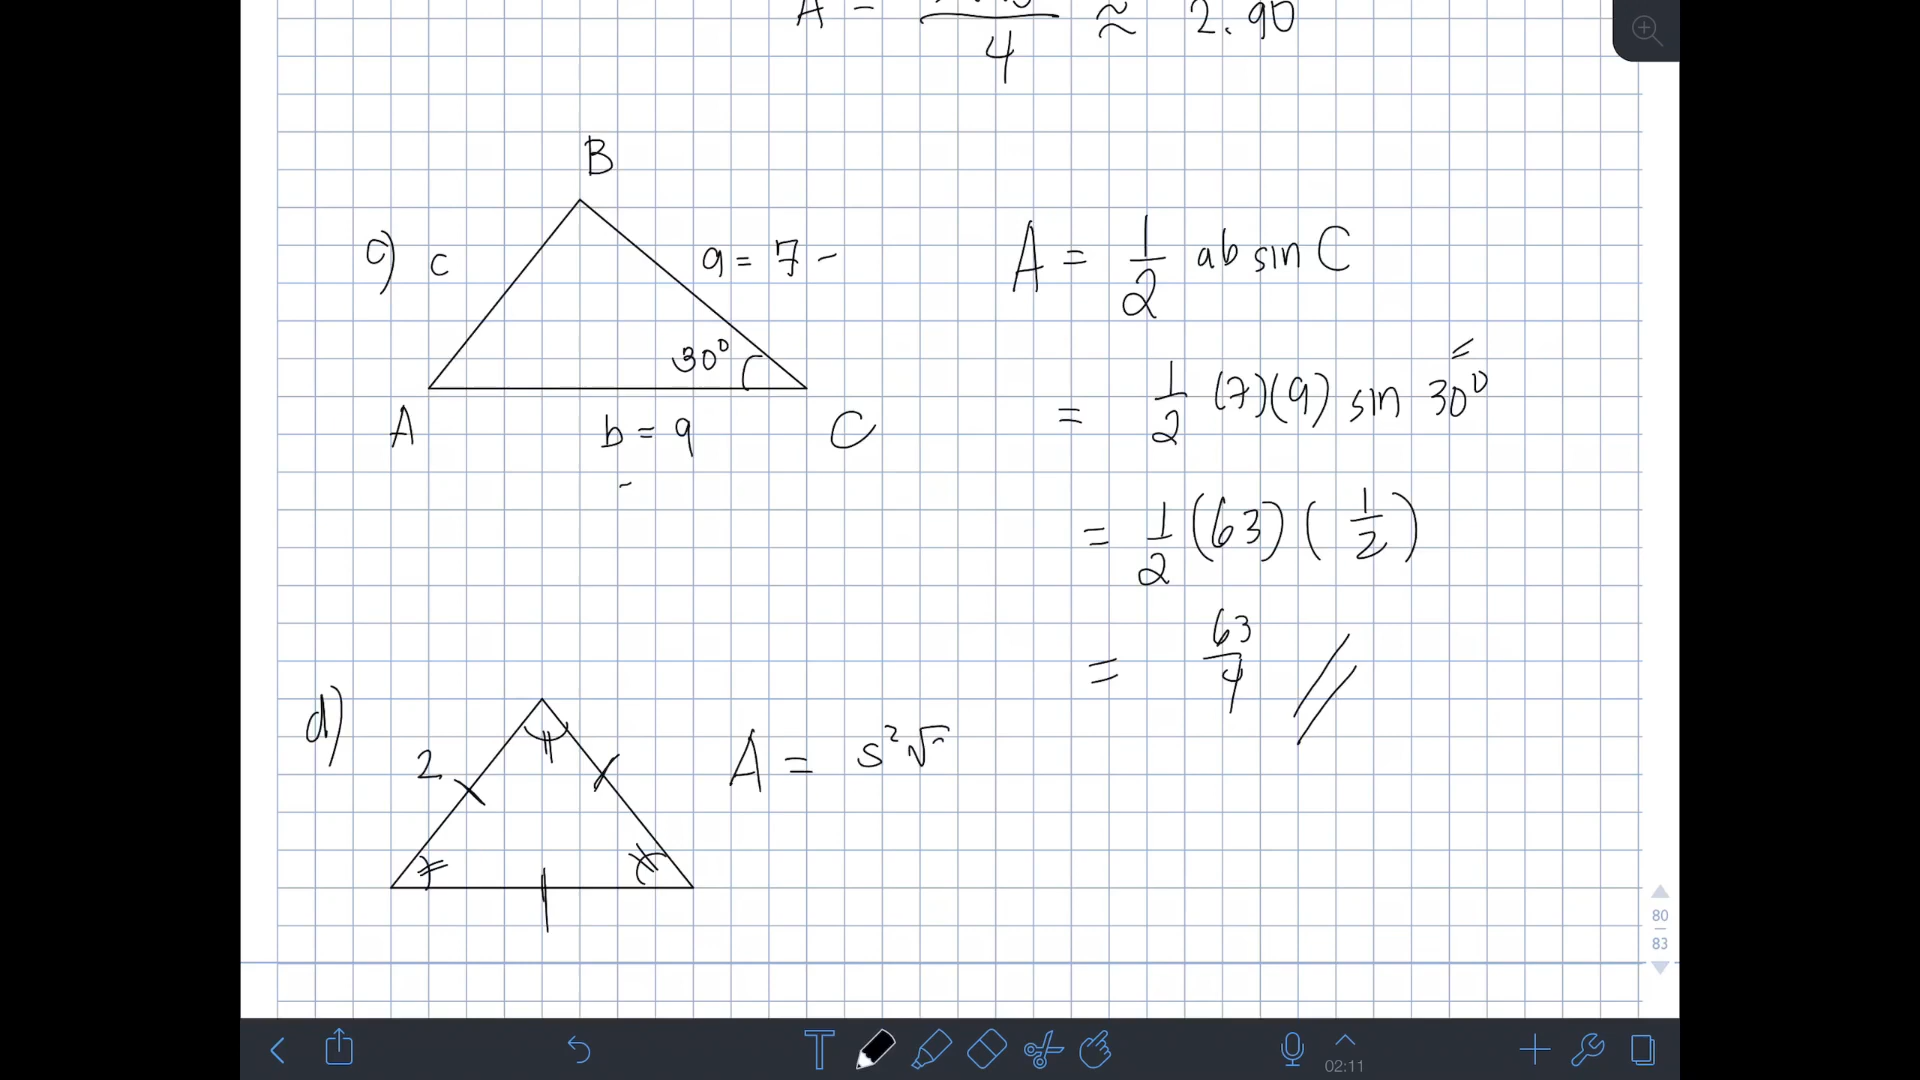 A = 4 ≈ 2.90
B
c) c a = 7
30°
A b = 9 C
A = 1/2 ab sin C
= 1/2 (7)(9) sin 30°
= 1/2 (63) (1/2)
= 63/4
d) 2 A = s²√
80
83
T
02:11